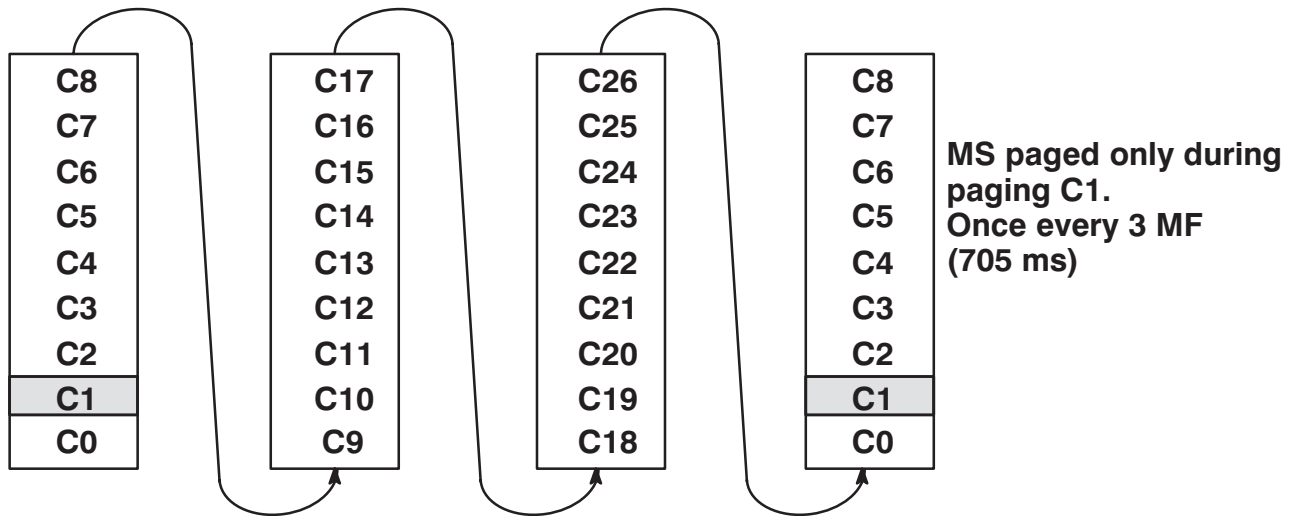 C8
C7
C6
C5
C4
C3
C2
C1
C0
C17
C16
C15
C14
C13
C12
C11
C10
C9
C26
C25
C24
C23
C22
C21
C20
C19
C18
C8
C7
C6
C5
C4
C3
C2
C1
C0
MS paged only during
paging C1.
Once every 3 MF
(705 ms)